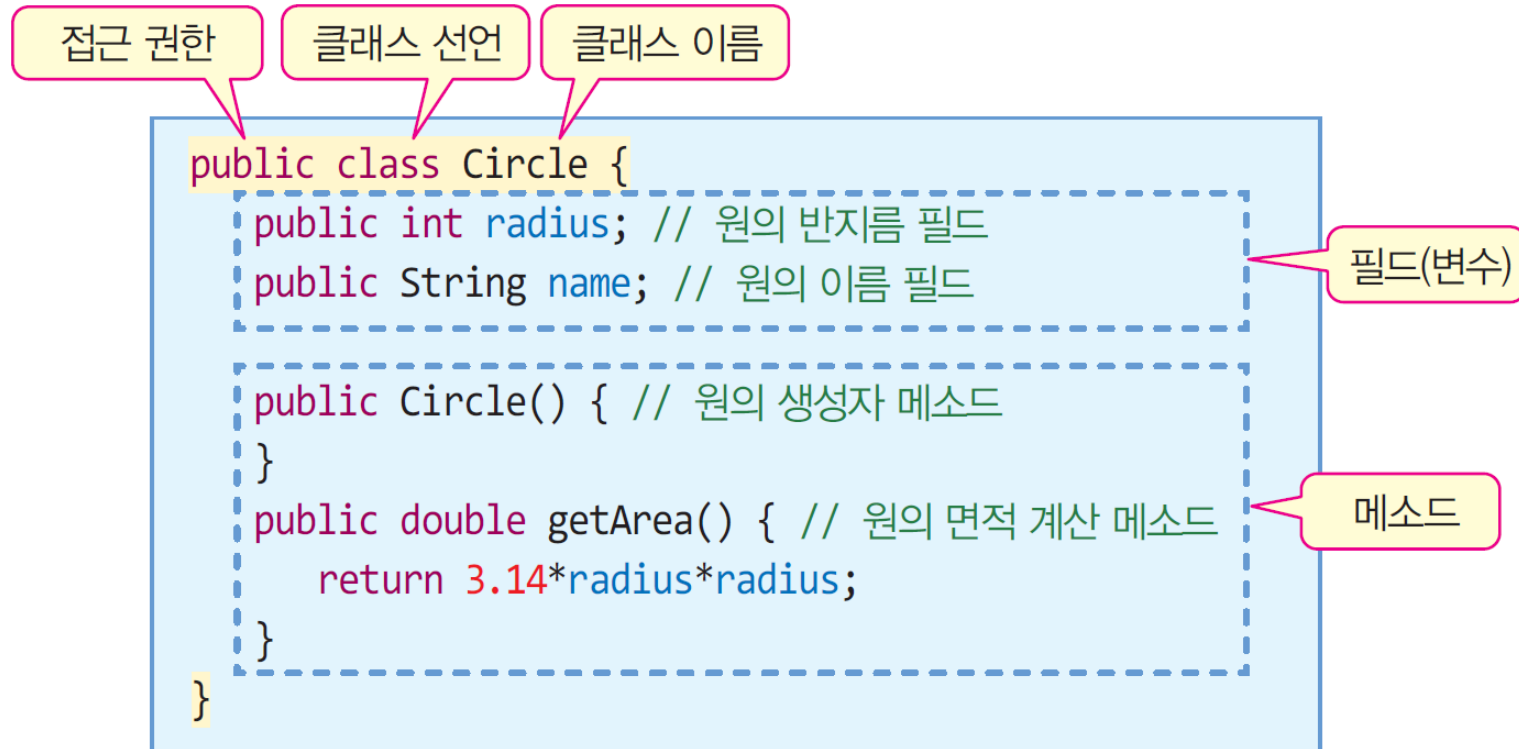 접근 권한
클래스 선언
클래스 이름
public class Circle {
public int radius; // 원의 반지름 필드
public String name; // 원의 이름 필드
필드(변수)
public Circle() { // 원의 생성자 메소드
}
public double getArea() { // 원의 면적 계산 메소드
메소드
return 3.14*radius*radius;
}
}